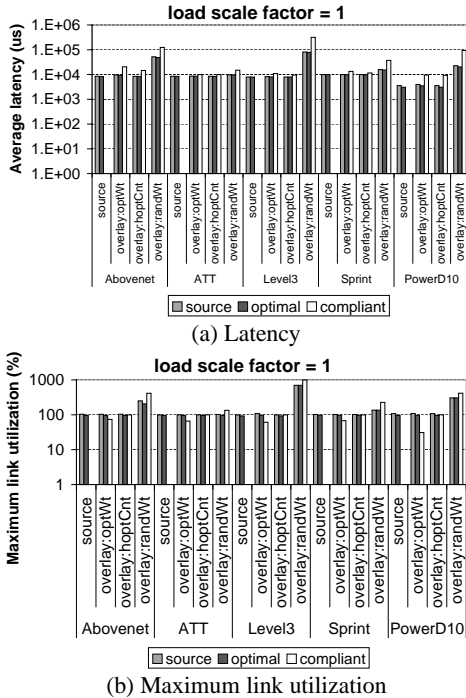 load scale factor = 1
Average latency (us)
1.E+06
1.E+05
1.E+04
1.E+03
1.E+02
1.E+01
1.E+00
source
overlay:optWt
overlay:hoptCnt
overlay:randWt
source
overlay:optWt
overlay:hoptCnt
overlay:randWt
source
overlay:optWt
overlay:hoptCnt
overlay:randWt
source
overlay:optWt
overlay:hoptCnt
overlay:randWt
source
overlay:optWt
overlay:hoptCnt
overlay:randWt
Abovenet ATT Level3 Sprint PowerD10
source optimal compliant
(a) Latency
load scale factor = 1
Maximum link utilization (%)
1000
100
10
1
source
overlay:optWt
overlay:hoptCnt
overlay:randWt
source
overlay:optWt
overlay:hoptCnt
overlay:randWt
source
overlay:optWt
overlay:hoptCnt
overlay:randWt
source
overlay:optWt
overlay:hoptCnt
overlay:randWt
source
overlay:optWt
overlay:hoptCnt
overlay:randWt
Abovenet ATT Level3 Sprint PowerD10
source optimal compliant
(b) Maximum link utilization